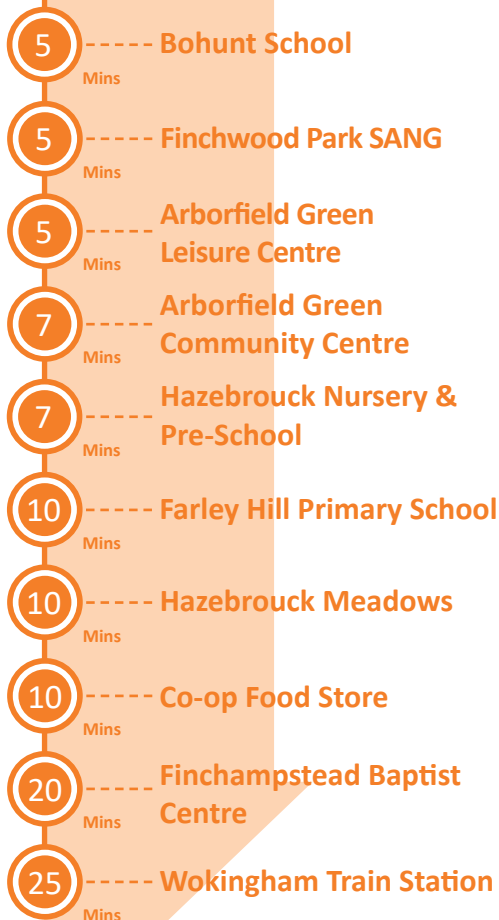 5 Bohunt School
Mins
5 Finchwood Park SANG
Mins
5 Arborfield Green
Leisure Centre
Mins
7 Arborfield Green
Community Centre
Mins
7 Hazebrouck Nursery &
Pre-School
Mins
10 Farley Hill Primary School
Mins
10 Hazebrouck Meadows
Mins
10 Co-op Food Store
Mins
20 Finchampstead Baptist
Centre
Mins
25 Wokingham Train Station
Mins